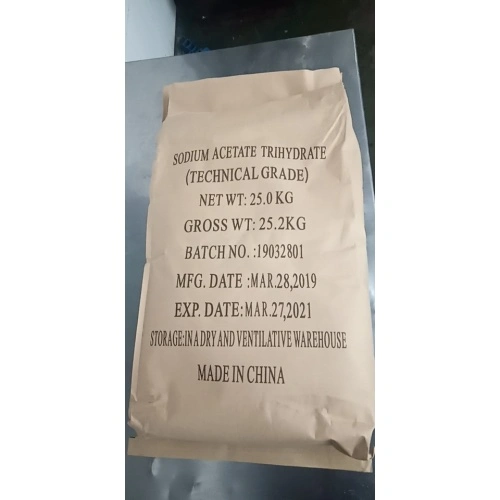 SODIUM ACETATE TRIHYDRATE
(TECHNICAL GRADE)
NET WT: 25.0 KG
GROSS WT: 25.2KG
BATCH NO. :19032801
MFG. DATE :MAR.28,2019
EXP. DATE:MAR.27,2021
STORAGE:IN A DRY AND VENTILATIVE WAREHOUSE
MADE IN CHINA